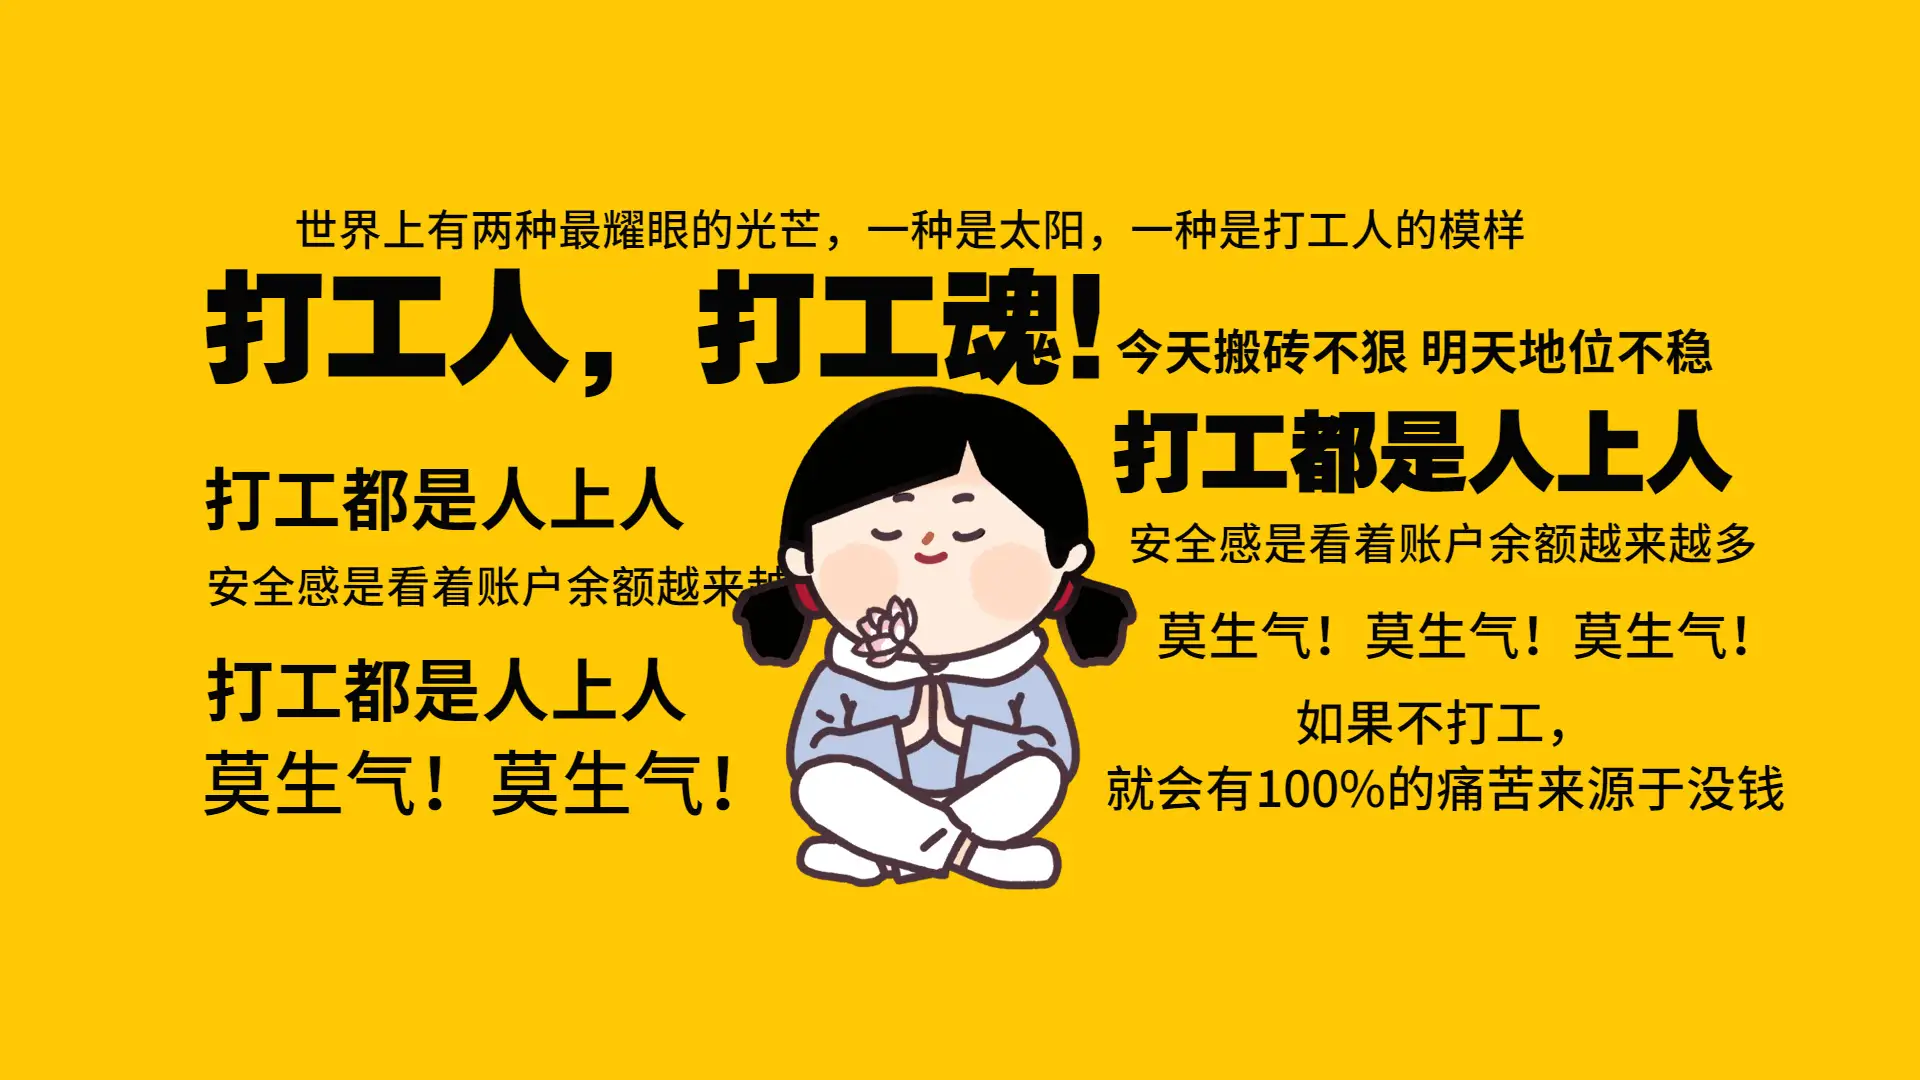 世界上有两种最耀眼的光芒，一种是太阳，一种是打工人的模样
打工人，打工魂!
今天搬砖不狠 明天地位不稳
打工都是人上人
安全感是看着账户余额越来越多
莫生气！莫生气！莫生气！
如果不打工，
就会有100%的痛苦来源于没钱
打工都是人上人
安全感是看着账户余额越来越
打工都是人上人
莫生气！莫生气！